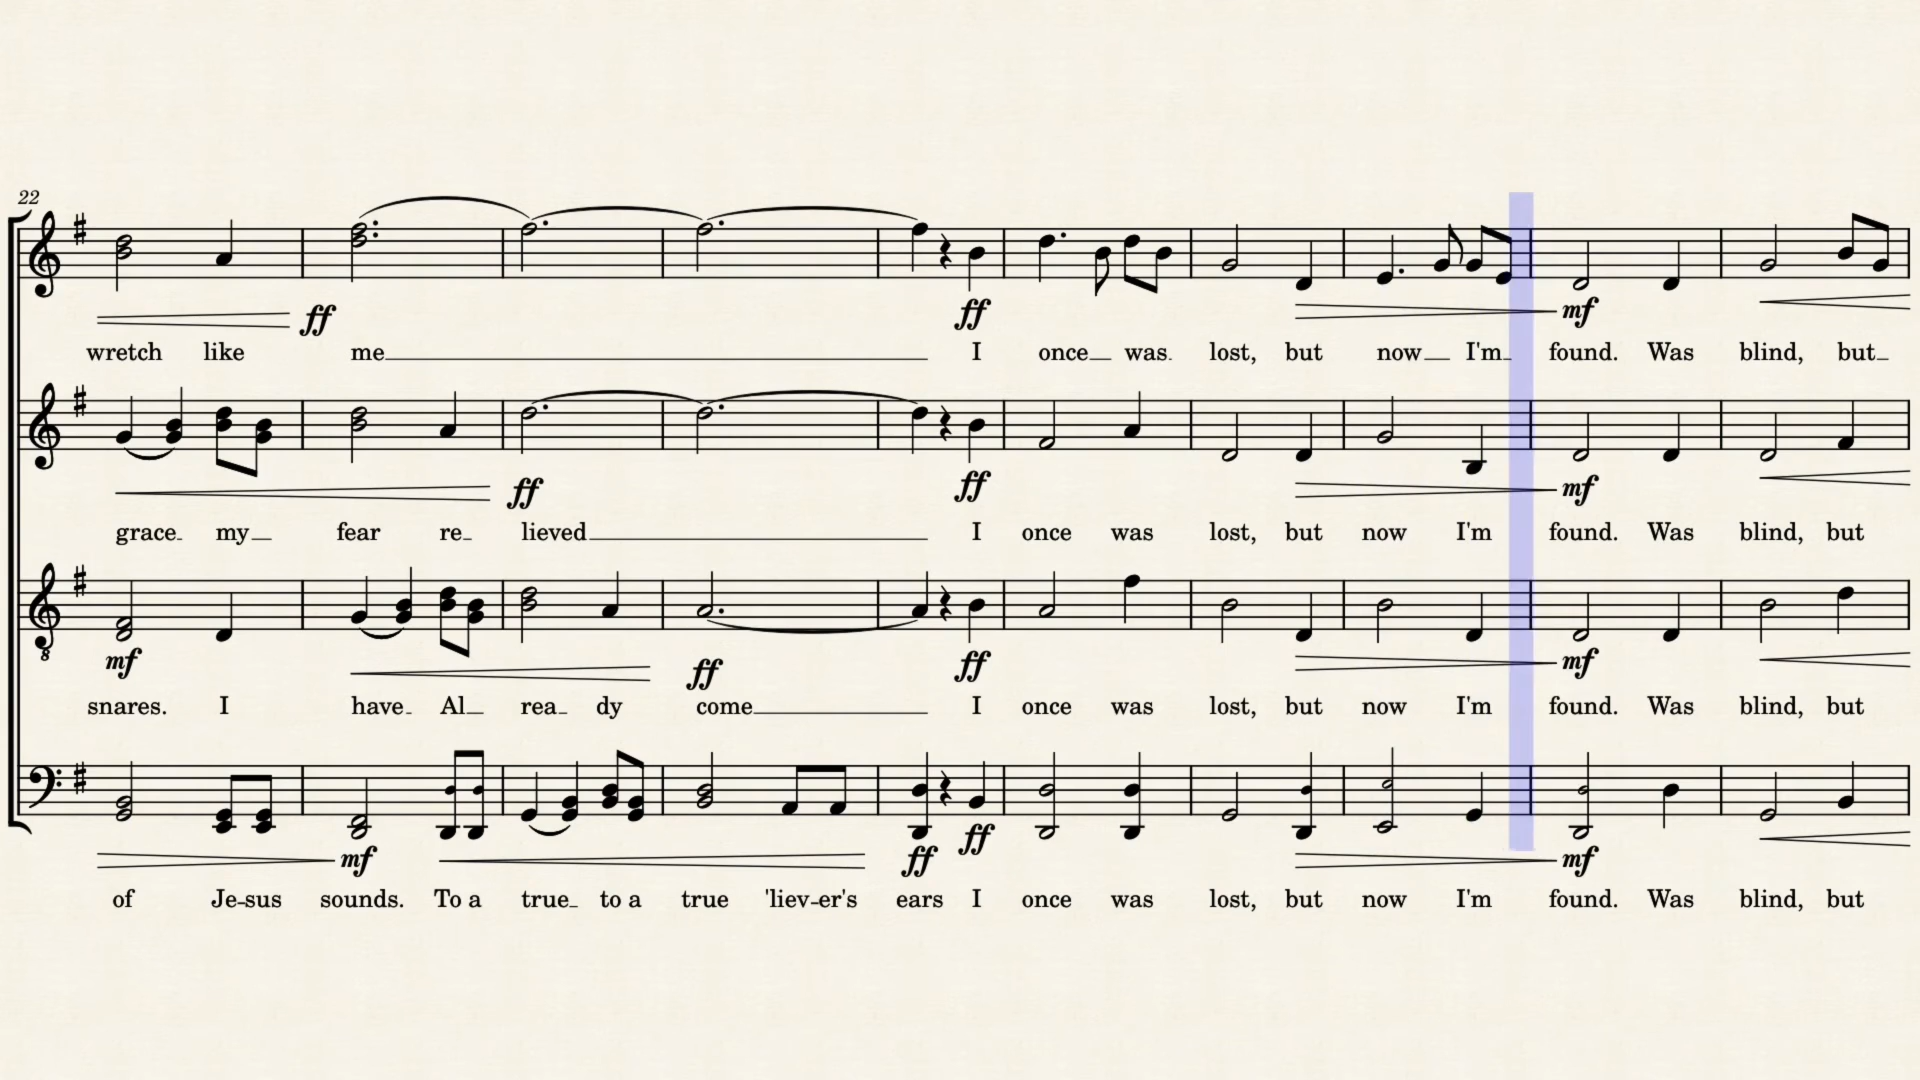 22
ff ff mf
wretch like me I once was lost, but now I'm found. Was blind, but
ff ff mf
grace my fear re lieved I once was lost, but now I'm found. Was blind, but
8
mf ff ff mf
snares. I have Al rea dy come I once was lost, but now I'm found. Was blind, but
mf ff ff mf
of Je-sus sounds. To a true to a true 'liev-er's ears I once was lost, but now I'm found. Was blind, but